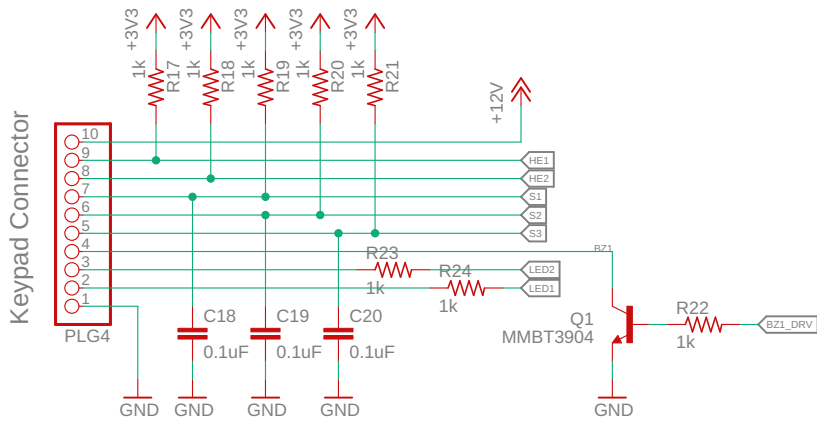 +3V3
+3V3
+3V3
+3V3
+3V3
1k
R17
1k
R18
1k
R19
1k
R20
1k
R21
+12V
Keypad Connector
10
9
HE1
8
HE2
7
S1
6
S2
5
S3
4
BZ1
3
R23
1k
LED2
2
R24
1k
LED1
1
PLG4
C18
0.1uF
C19
0.1uF
C20
0.1uF
Q1
MMBT3904
R22
1k
BZ1_DRV
GND
GND
GND
GND
GND